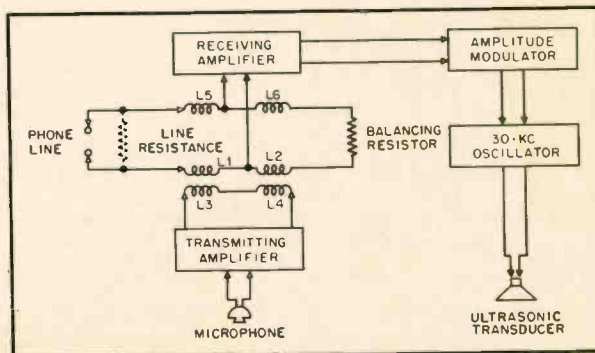 RECEIVING
AMPLIFIER
AMPLITUDE
MODULATOR
L5
L6
PHONE
LINE
LINE
RESISTANCE
BALANCING
RESISTOR
30-KC
OSCILLATOR
L1
L2
L3
L4
TRANSMITTING
AMPLIFIER
MICROPHONE
ULTRASONIC
TRANSDUCER